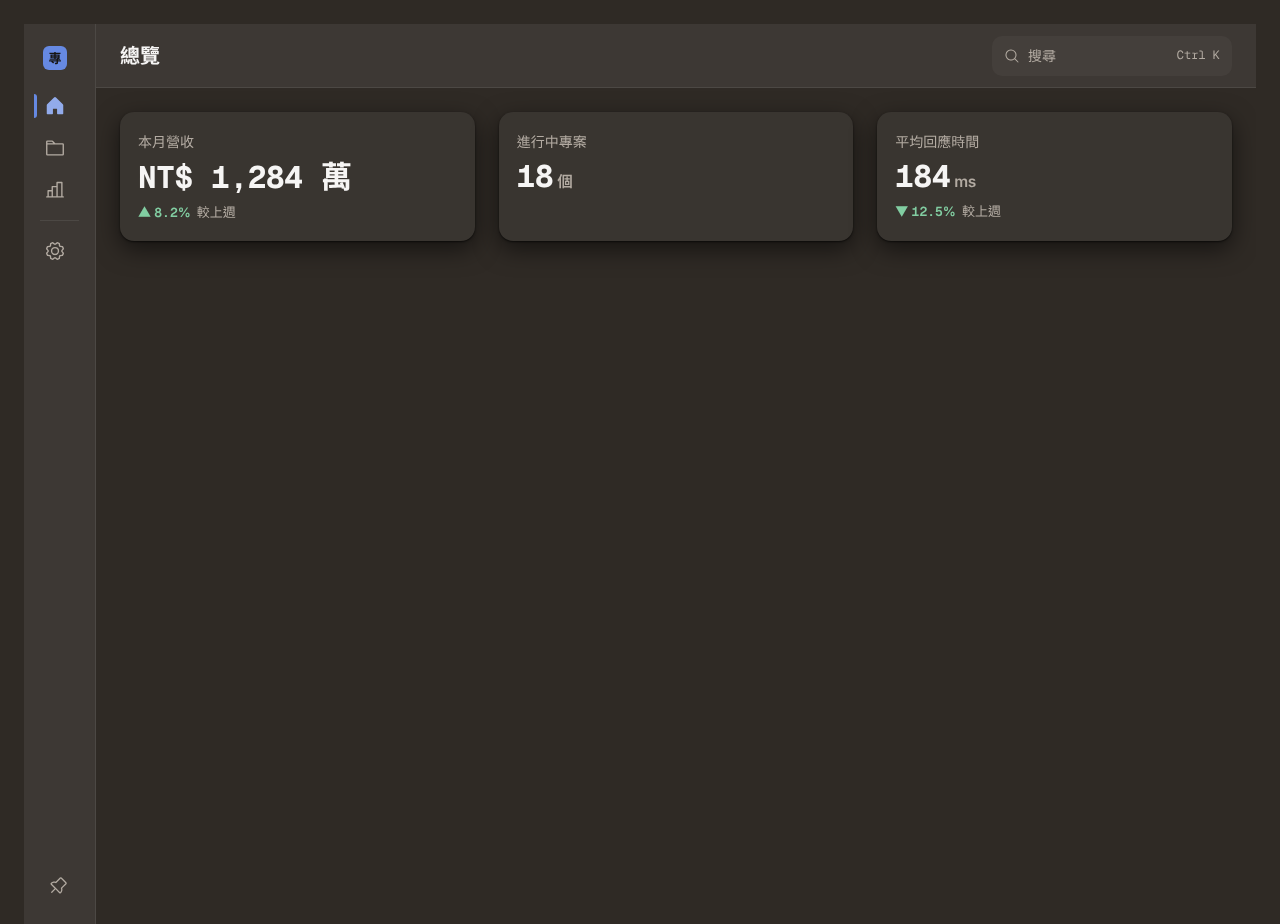 專
總覽
搜尋 Ctrl K
本月營收
NT$ 1,284 萬
▲ 8.2% 較上週
進行中專案
18 個
平均回應時間
184 ms
▼ 12.5% 較上週